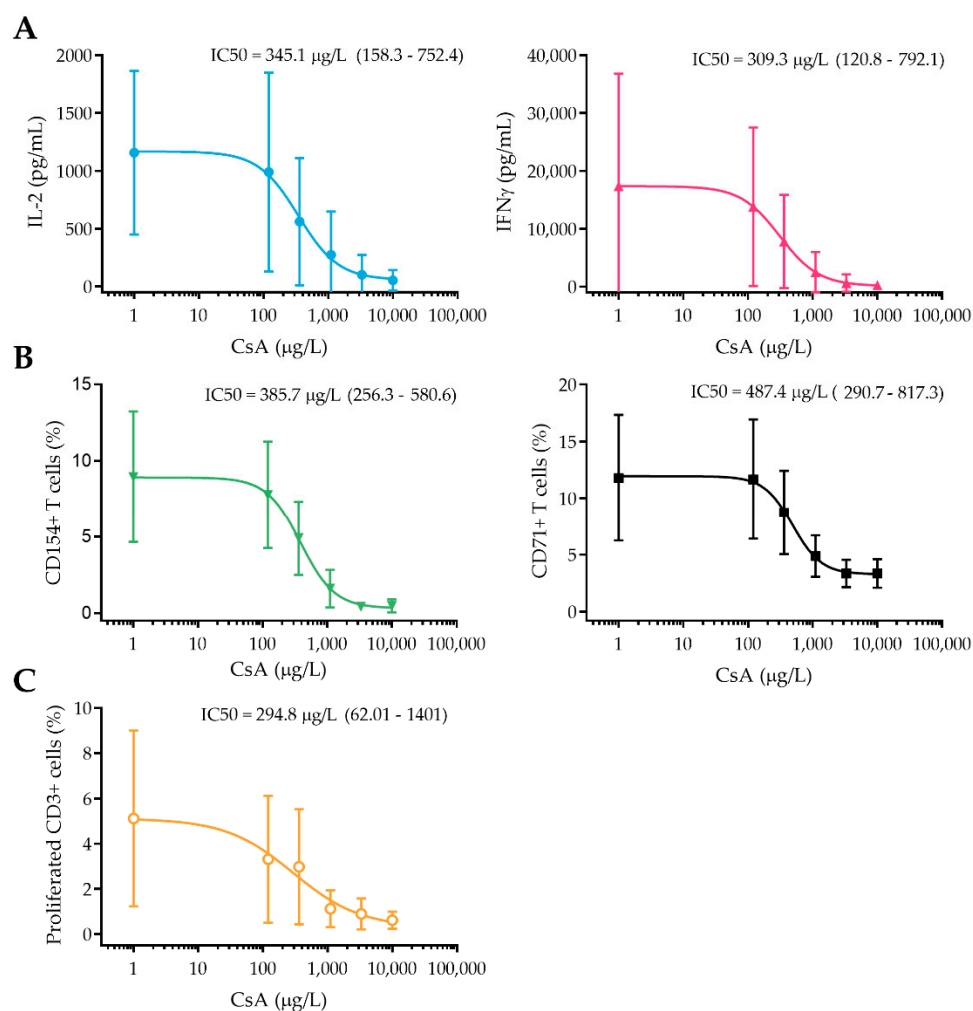 A
IC50 = 345.1 µg/L (158.3 - 752.4)
2000
1500
1000
500
0
IL-2 (pg/mL)
1 10 100 1,000 10,000 100,000
CsA (µg/L)
IC50 = 309.3 µg/L (120.8 - 792.1)
40,000
30,000
20,000
10,000
0
IFNγ (pg/mL)
1 10 100 1,000 10,000 100,000
CsA (µg/L)
B
IC50 = 385.7 µg/L (256.3 - 580.6)
15
10
5
0
CD154+ T cells (%)
1 10 100 1,000 10,000 100,000
CsA (µg/L)
IC50 = 487.4 µg/L ( 290.7 - 817.3)
20
15
10
5
0
CD71+ T cells (%)
1 10 100 1,000 10,000 100,000
CsA (µg/L)
C
IC50 = 294.8 µg/L (62.01 - 1401)
10
8
6
4
2
0
Proliferated CD3+ cells (%)
1 10 100 1,000 10,000 100,000
CsA (µg/L)